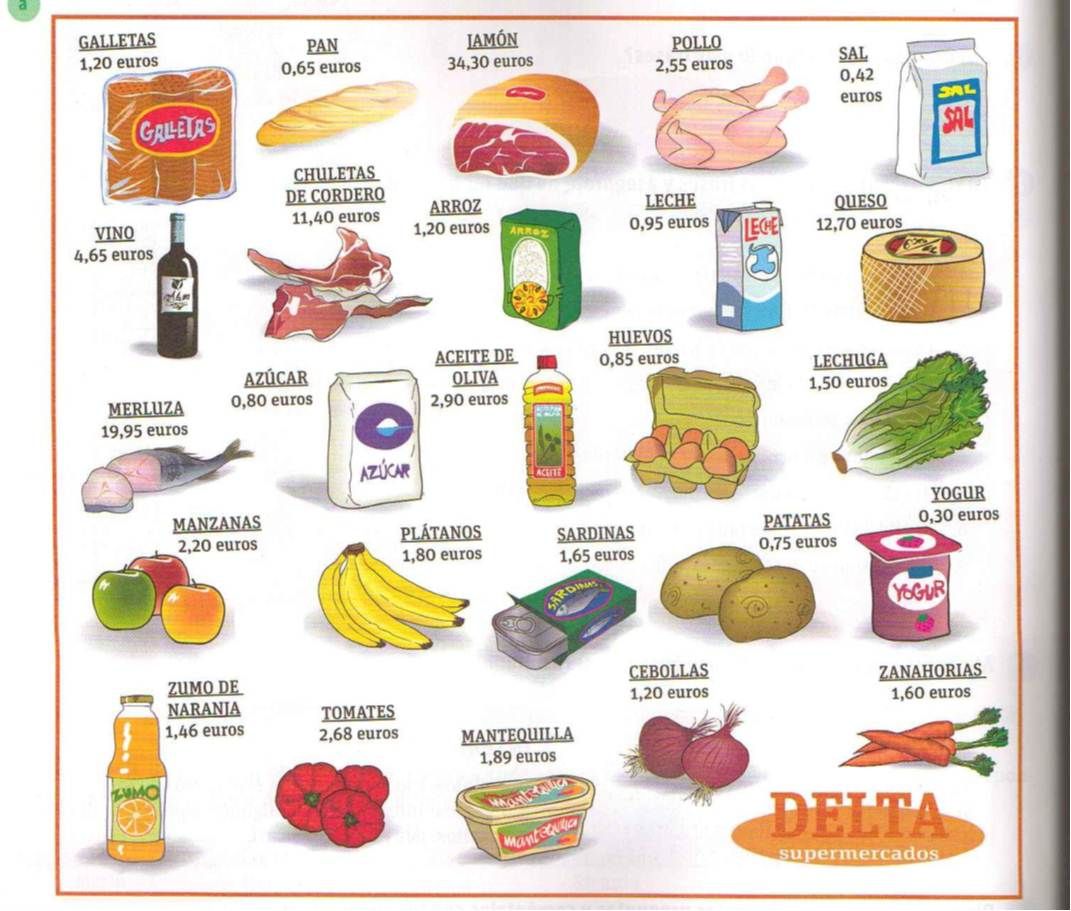 GALLETAS
1,20 euros
GALLETAS
PAN
0,65 euros
JAMÓN
34,30 euros
POLLO
2,55 euros
SAL
0,42
euros
SAL
SAL
VINO
4,65 euros
CHULETAS
DE CORDERO
11,40 euros
ARROZ
1,20 euros
ARROZ
LECHE
0,95 euros
LECHE
QUESO
12,70 euros
MERLUZA
19,95 euros
AZÚCAR
0,80 euros
AZÚCAR
ACEITE DE
OLIVA
2,90 euros
ACEITE
HUEVOS
0,85 euros
LECHUGA
1,50 euros
MANZANAS
2,20 euros
PLÁTANOS
1,80 euros
SARDINAS
1,65 euros
SARDINAS
PATATAS
0,75 euros
YOGUR
0,30 euros
YOGUR
ZUMO DE
NARANJA
1,46 euros
ZUMO
TOMATES
2,68 euros
MANTEQUILLA
1,89 euros
mantequilla
mantequilla
CEBOLLAS
1,20 euros
ZANAHORIAS
1,60 euros
DELTA
supermercados